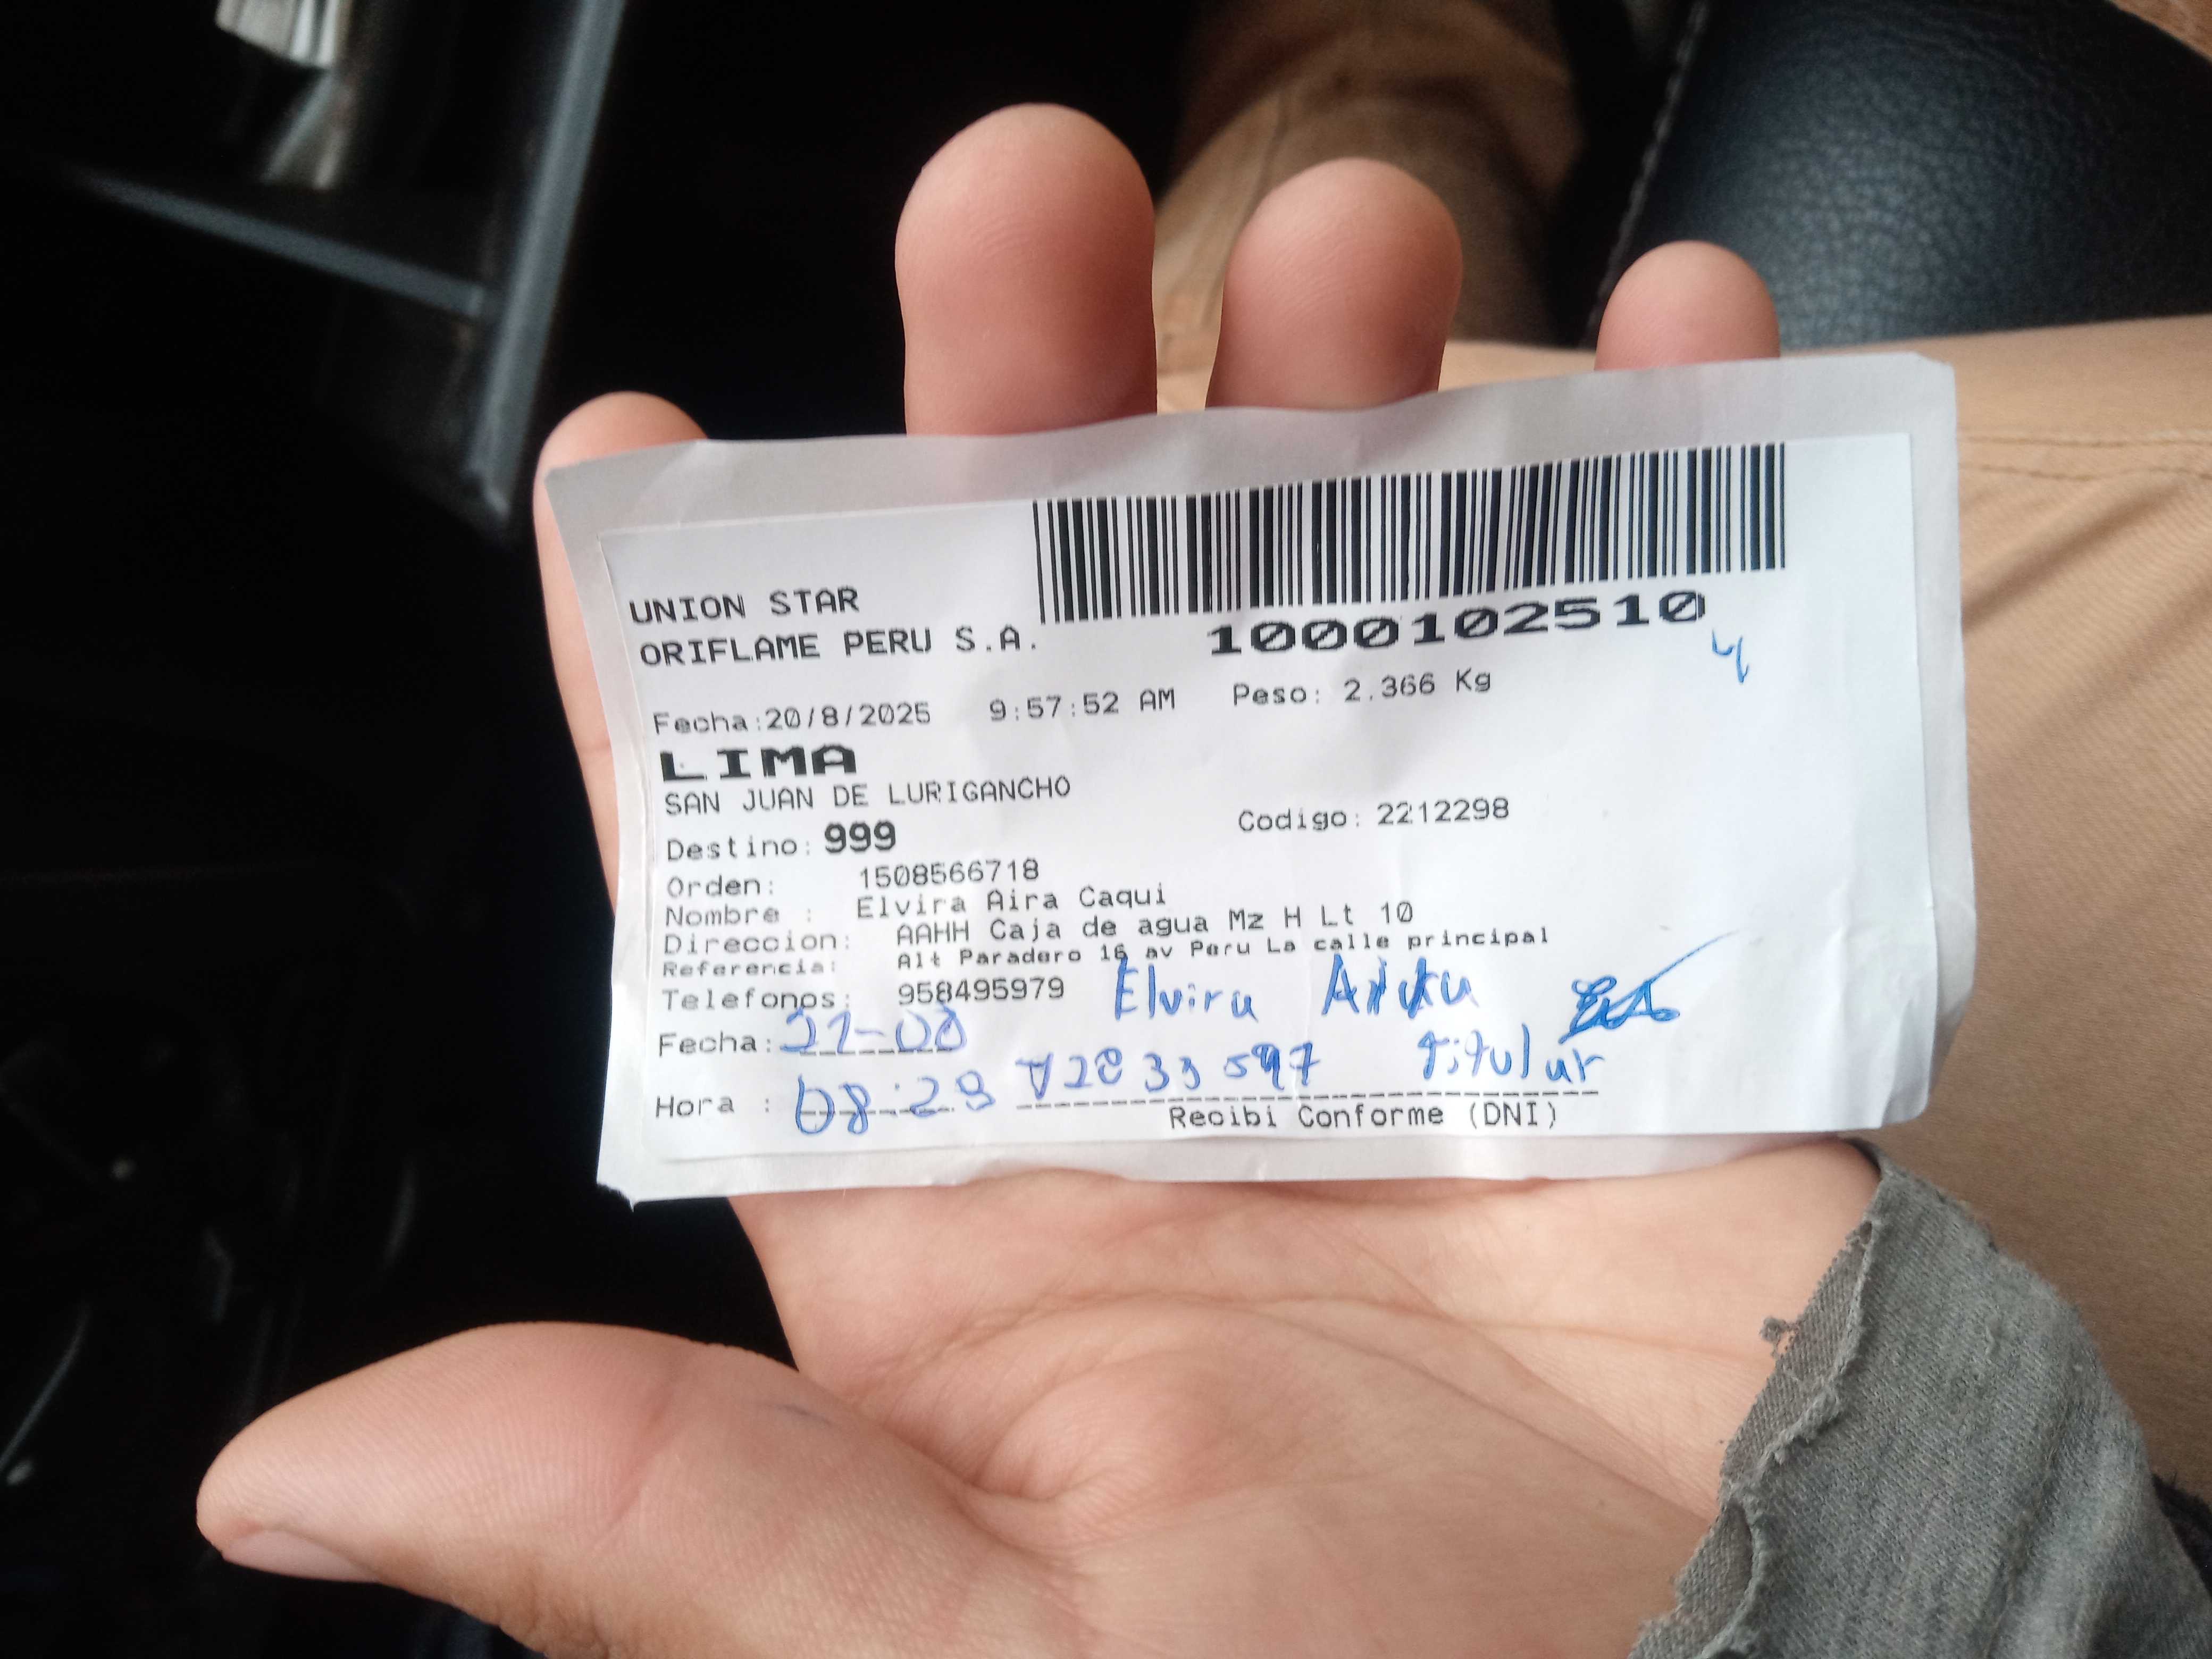 UNION STAR
ORIFLAME PERU S.A.
1000102510
Fecha:20/8/2025 9:57:52 AM Peso: 2.366 Kg
LIMA
SAN JUAN DE LURIGANCHO
Destino: 999 Codigo: 2212298
Orden: 1508566718
Nombre : Elvira Aira Caqui
Direccion: AAHH Caja de agua Mz H Lt 10
Referencia: Alt Paradero 16 av Peru La calle principal
Telefonos: 958495979 Elvira
Fecha: 21-08
Hora : 08:29 titular
Recibi Conforme (DNI)